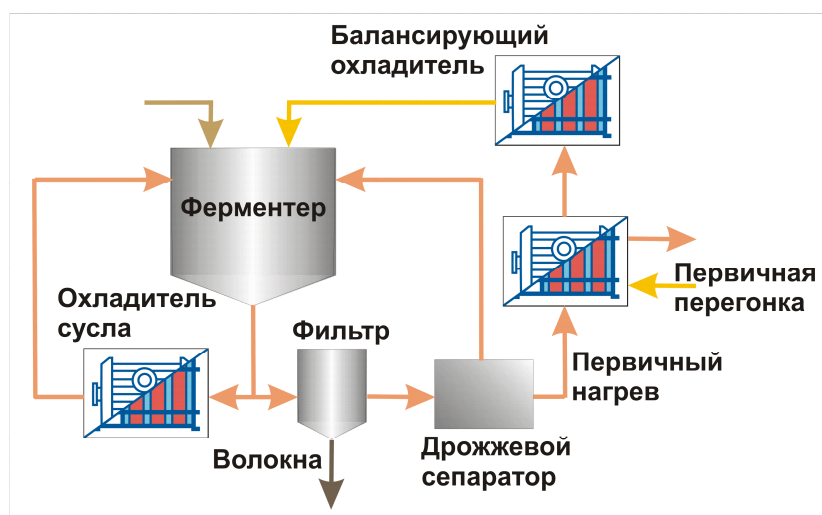 Балансирующий
охладитель
Ферментер
Первичная
перегонка
Охладитель
сусла
Фильтр
Первичный
нагрев
Волокна
Дрожжевой
сепаратор